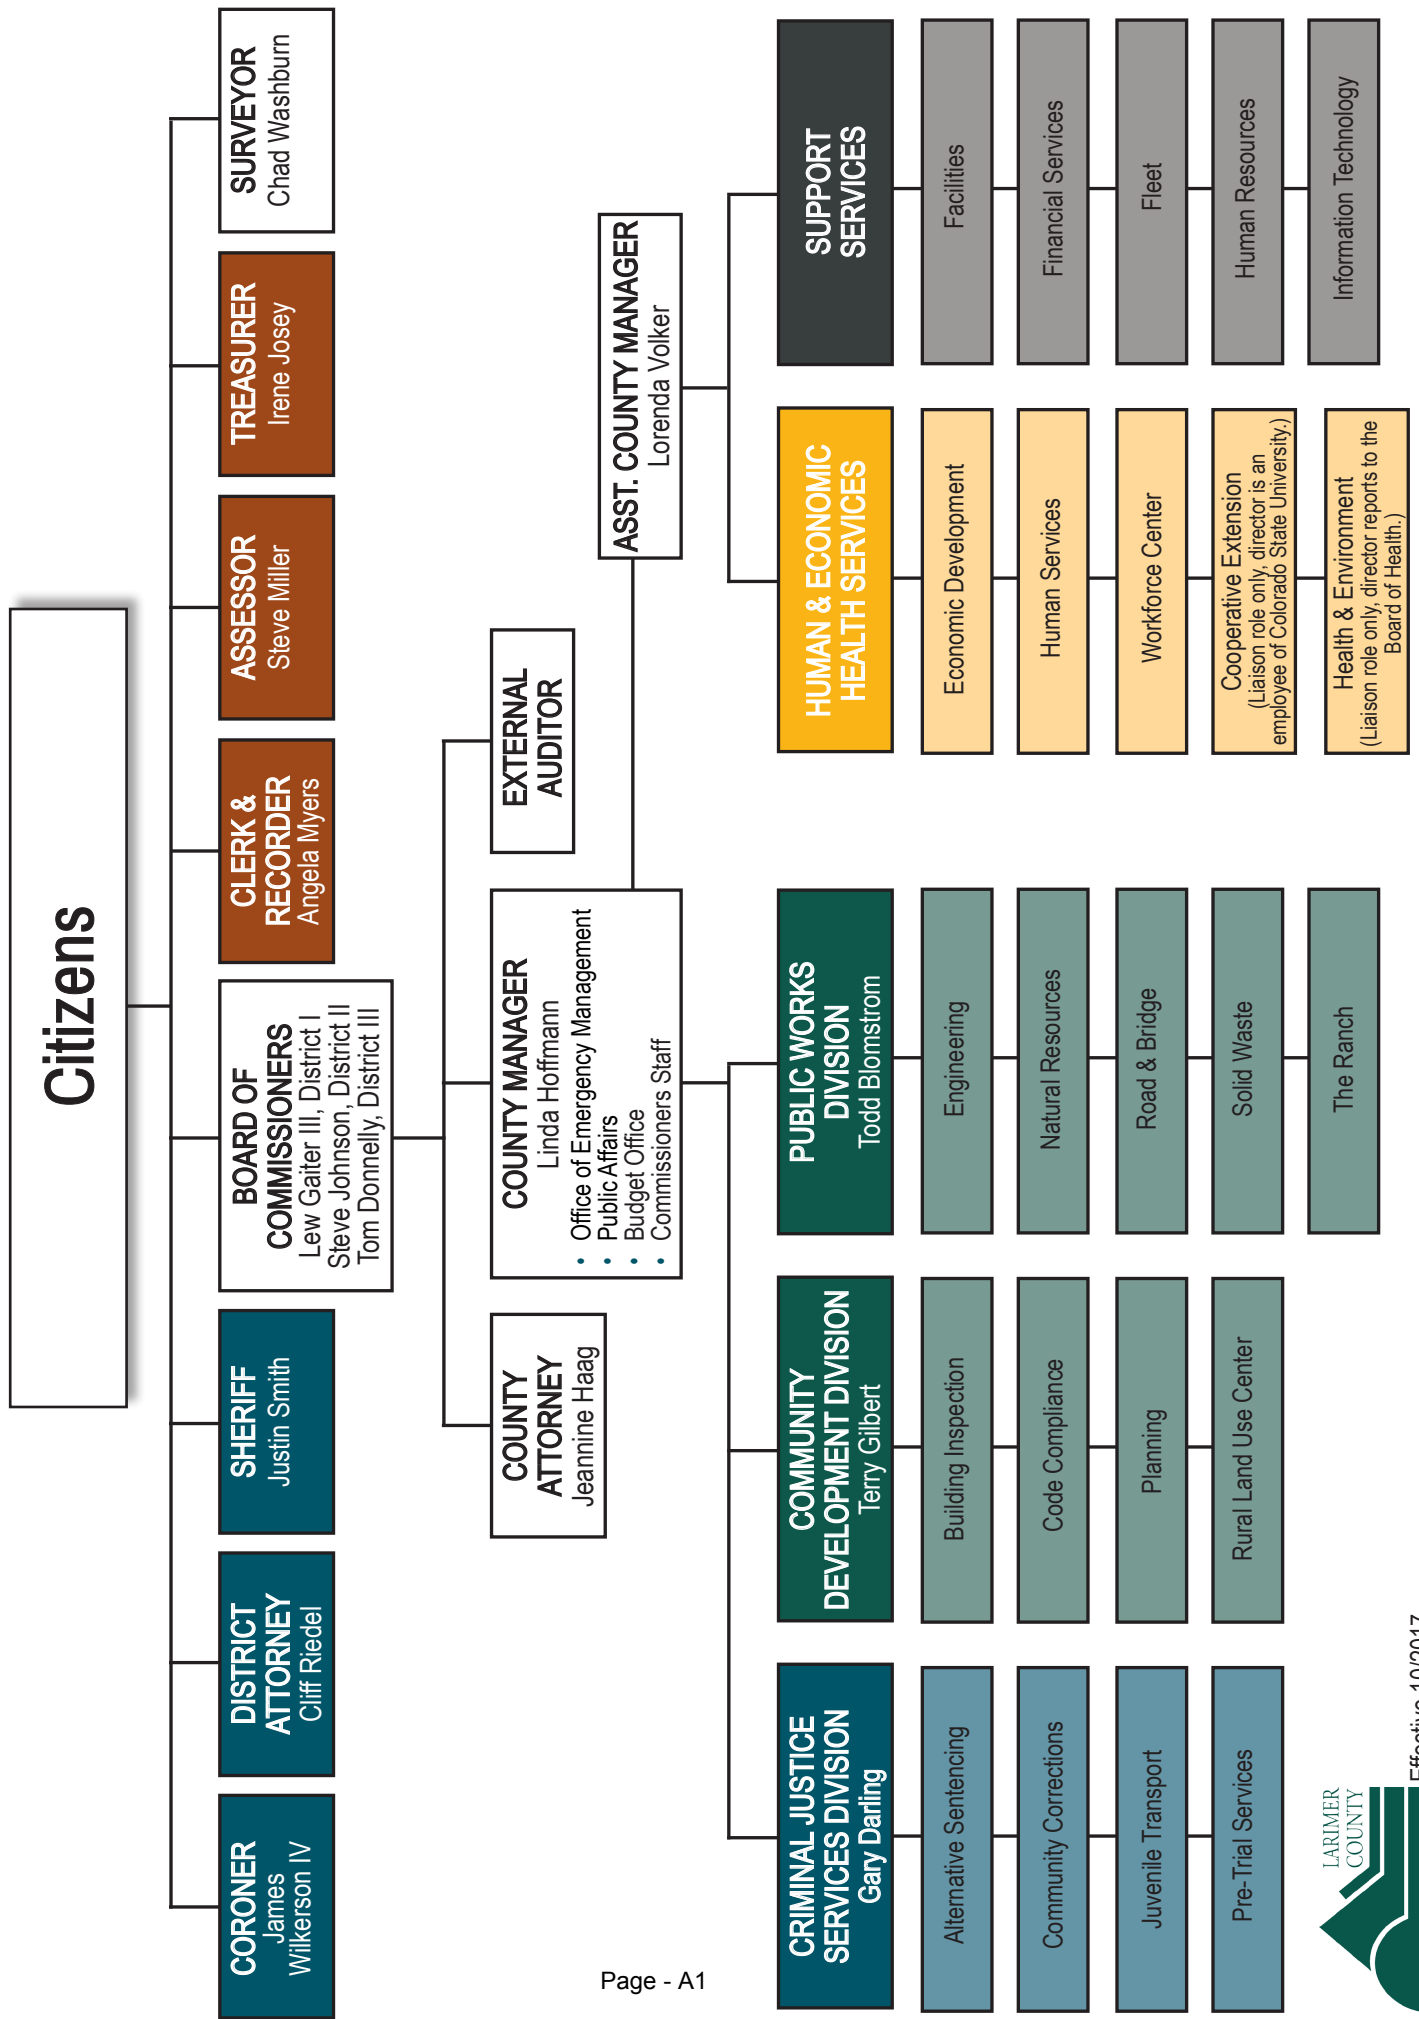 Citizens
CORONER
James
Wilkerson IV
DISTRICT
ATTORNEY
Cliff Riedel
SHERIFF
Justin Smith
BOARD OF
COMMISSIONERS
Lew Gaiter III, District I
Steve Johnson, District II
Tom Donnelly, District III
CLERK &
RECORDER
Angela Myers
ASSESSOR
Steve Miller
TREASURER
Irene Josey
SURVEYOR
Chad Washburn
COUNTY
ATTORNEY
Jeannine Haag
COUNTY MANAGER
Linda Hoffmann
• Office of Emergency Management
• Public Affairs
• Budget Office
• Commissioners Staff
EXTERNAL
AUDITOR
ASST. COUNTY MANAGER
Lorenda Volker
CRIMINAL JUSTICE
SERVICES DIVISION
Gary Darling
Alternative Sentencing
Community Corrections
Juvenile Transport
Pre-Trial Services
COMMUNITY
DEVELOPMENT DIVISION
Terry Gilbert
Building Inspection
Code Compliance
Planning
Rural Land Use Center
PUBLIC WORKS
DIVISION
Todd Blomstrom
Engineering
Natural Resources
Road & Bridge
Solid Waste
The Ranch
HUMAN & ECONOMIC
HEALTH SERVICES
Economic Development
Human Services
Workforce Center
Cooperative Extension
(Liaison role only, director is an
employee of Colorado State University.)
Health & Environment
(Liaison role only, director reports to the
Board of Health.)
SUPPORT
SERVICES
Facilities
Financial Services
Fleet
Human Resources
Information Technology
LARIMER
COUNTY
Effective 10/2017
Page - A1